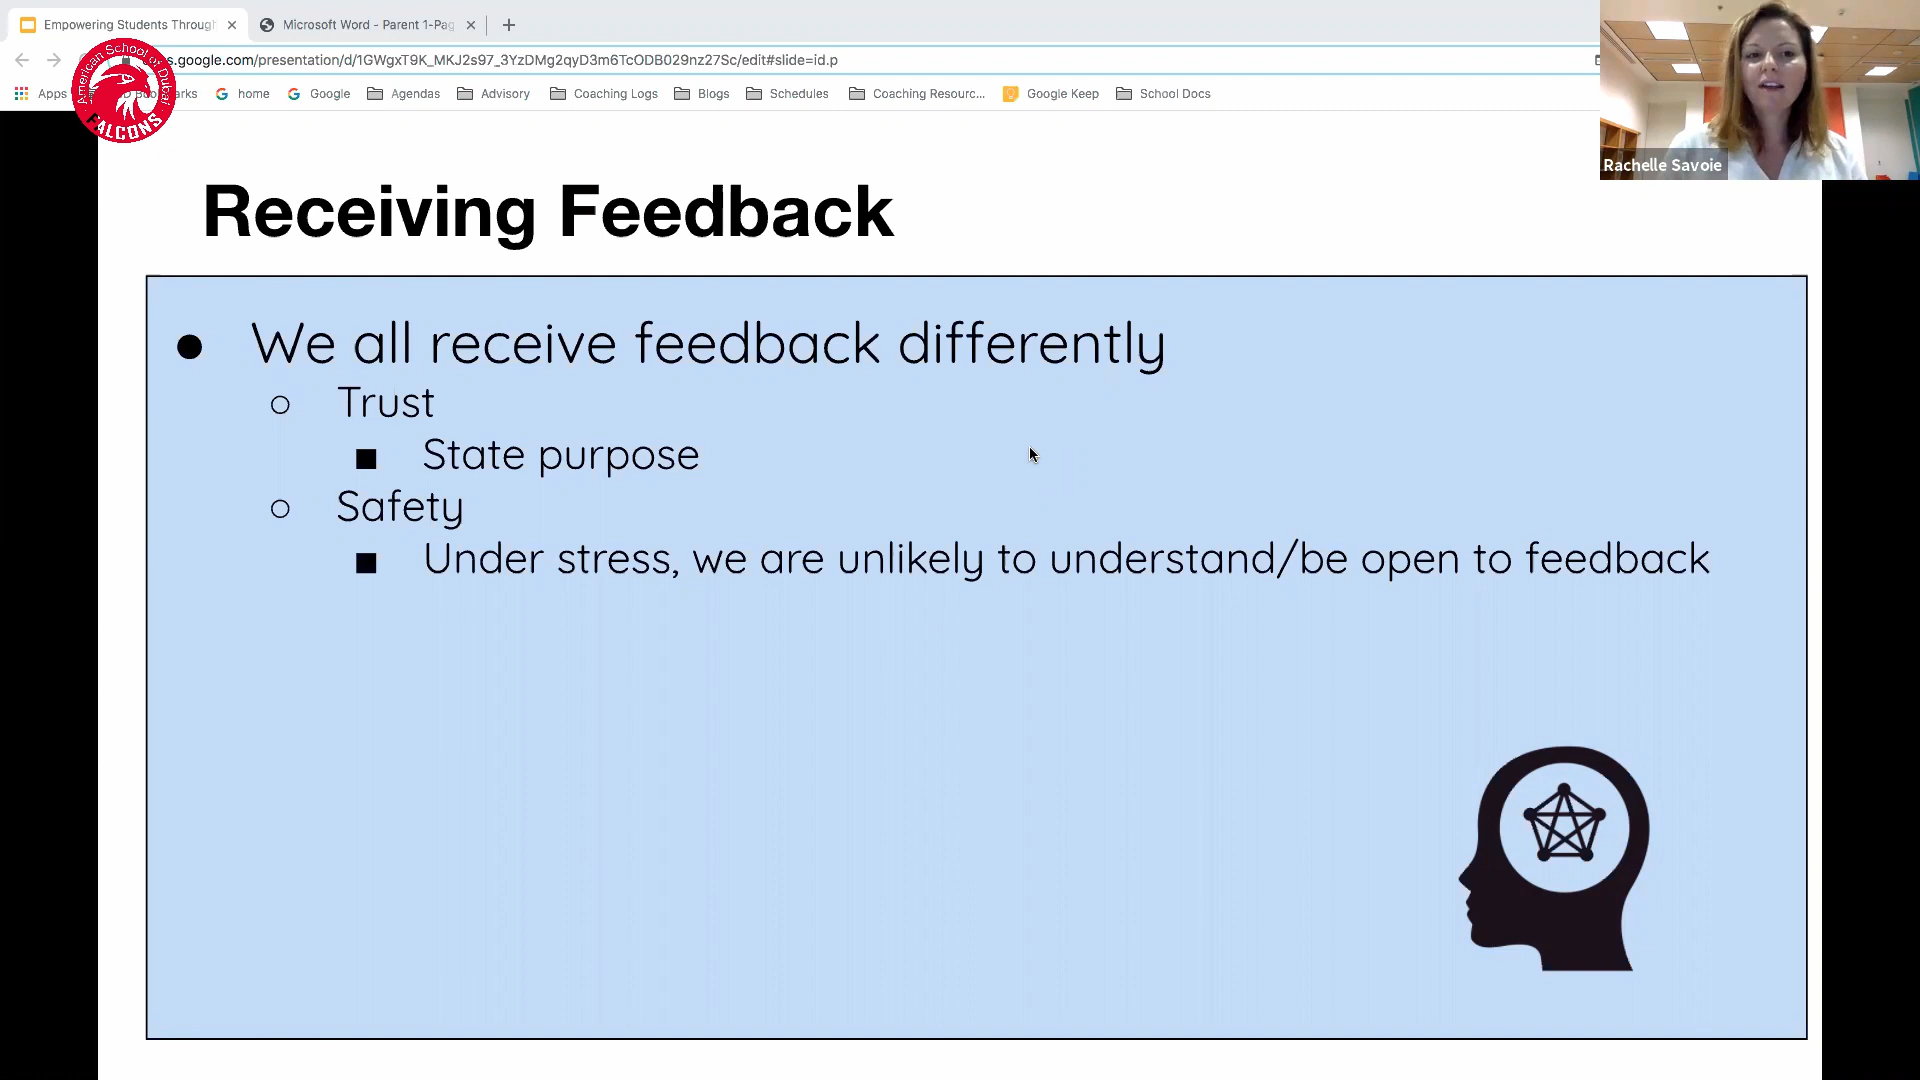 Empowering Students Through
Microsoft Word - Parent 1-Pag
s.google.com/presentation/d/1GWgxT9K_MKJ2s97_3YzDMg2qyD3m6TcODB029nz27Sc/edit#slide=id.p
Apps
home
Google
Agendas
Advisory
Coaching Logs
Blogs
Schedules
Coaching Resourc...
Google Keep
School Docs
American School of Dubai
FALCONS
Rachelle Savoie
Receiving Feedback
● We all receive feedback differently
○ Trust
■ State purpose
○ Safety
■ Under stress, we are unlikely to understand/be open to feedback